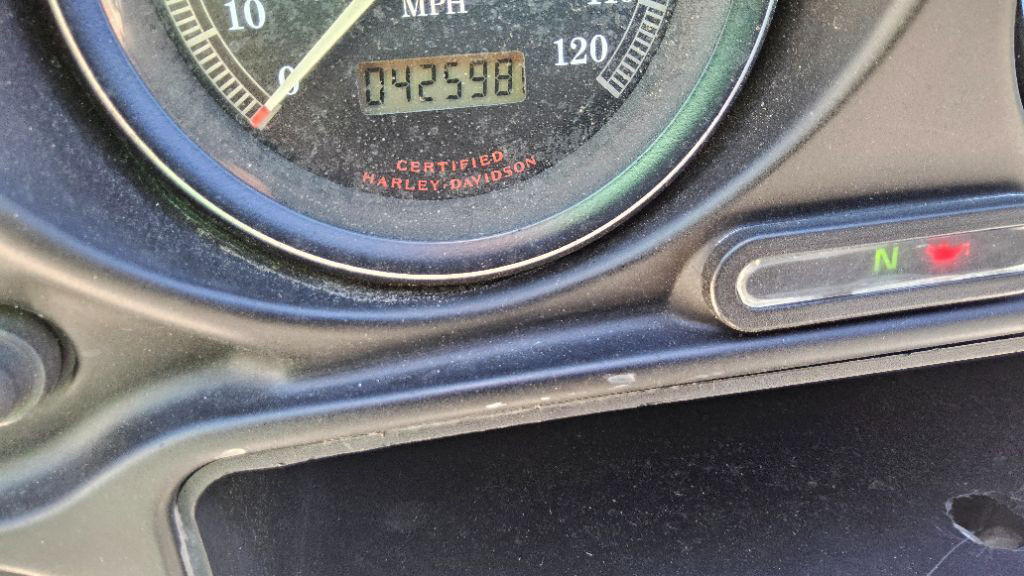 10
MPH
0
120
042598
CERTIFIED
HARLEY-DAVIDSON
N